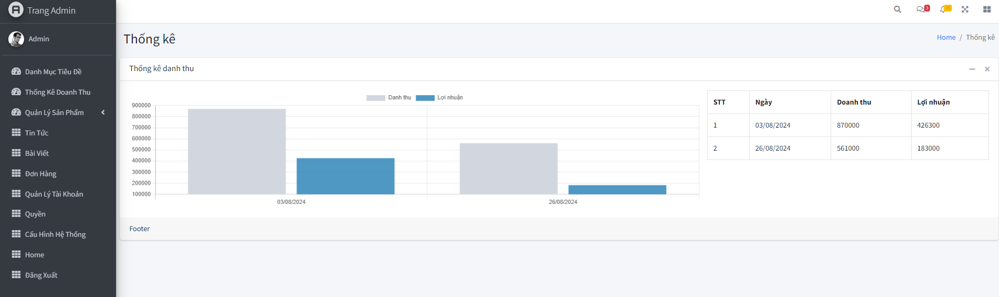 Trang Admin
3
15
Admin
Danh Mục Tiêu Đề
Thống Kê Doanh Thu
Quản Lý Sản Phẩm
Tin Tức
Bài Viết
Đơn Hàng
Quản Lý Tài Khoản
Quyền
Cấu Hình Hệ Thống
Home
Đăng Xuất
Thống kê
Home / Thống kê
Thống kê danh thu
Danh thu Lợi nhuận
900000
800000
700000
600000
500000
400000
300000
200000
100000
03/08/2024 26/08/2024
STT Ngày Doanh thu Lợi nhuận
1 03/08/2024 870000 426300
2 26/08/2024 561000 183000
Footer